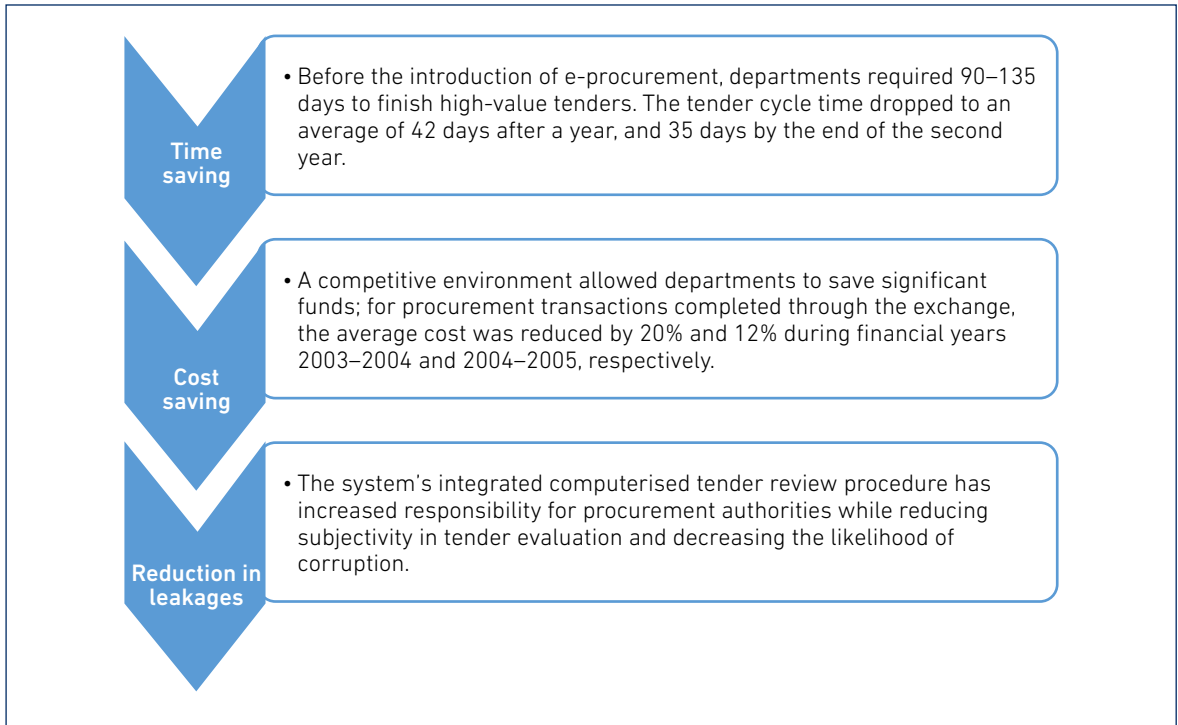 Time
saving
• Before the introduction of e-procurement, departments required 90–135
days to finish high-value tenders. The tender cycle time dropped to an
average of 42 days after a year, and 35 days by the end of the second
year.
Cost
saving
• A competitive environment allowed departments to save significant
funds; for procurement transactions completed through the exchange,
the average cost was reduced by 20% and 12% during financial years
2003–2004 and 2004–2005, respectively.
Reduction in
leakages
• The system's integrated computerised tender review procedure has
increased responsibility for procurement authorities while reducing
subjectivity in tender evaluation and decreasing the likelihood of
corruption.